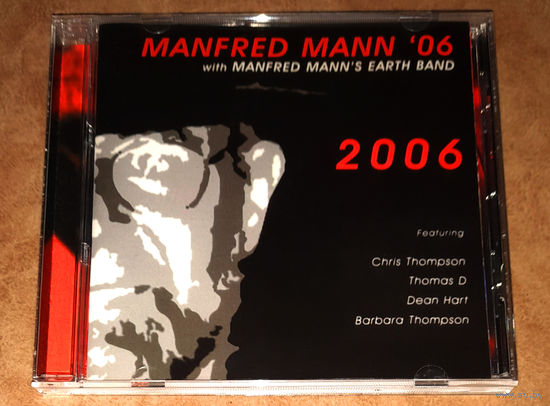 MANFRED MANN '06
with MANFRED MANN'S EARTH BAND
2006
Featuring
Chris Thompson
Thomas D
Dean Hart
Barbara Thompson